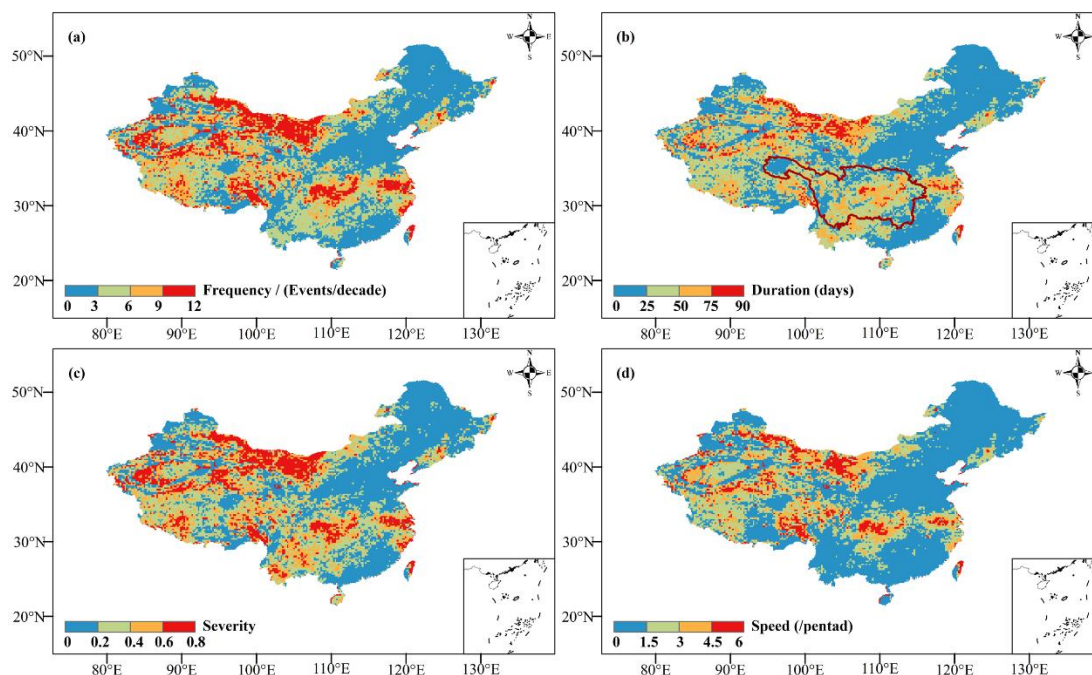 (a)
N
W E
S
50°N
40°N
30°N
20°N
Frequency / (Events/decade)
0 3 6 9 12
80°E 90°E 100°E 110°E 120°E 130°E
(b)
N
W E
S
50°N
40°N
30°N
20°N
Duration (days)
0 25 50 75 90
80°E 90°E 100°E 110°E 120°E 130°E
(c)
N
W E
S
50°N
40°N
30°N
20°N
Severity
0 0.2 0.4 0.6 0.8
80°E 90°E 100°E 110°E 120°E 130°E
(d)
N
W E
S
50°N
40°N
30°N
20°N
Speed (/pentad)
0 1.5 3 4.5 6
80°E 90°E 100°E 110°E 120°E 130°E